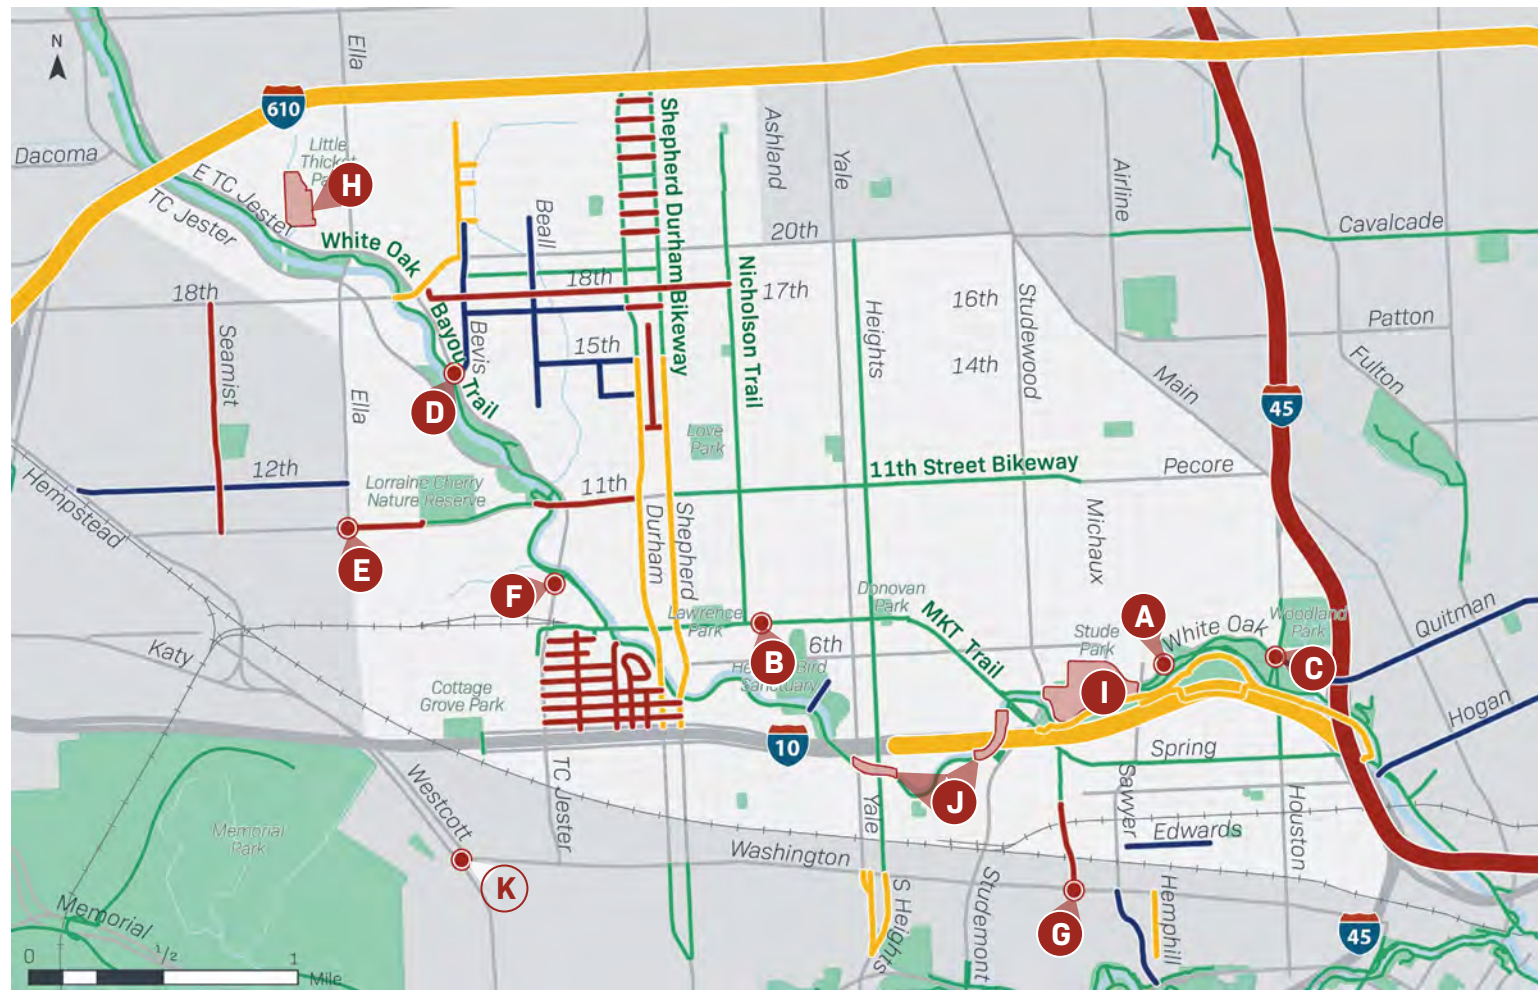 N
Ella
610
Little
Thicket
Park
Dacoma
H
E TC Jester
TC Jester
White Oak
Bayou
Trail
Beall
Shepherd Durham Bikeway
Ashland
Yale
Airline
20th
Cavalcade
18th
18th
17th
Nicholson Trail
Heights
16th
Studewood
Patton
Seamist
Bevis
15th
14th
Fulton
Main
45
Ella
D
Love
Park
12th
Lorraine Cherry
Nature Reserve
11th
11th Street Bikeway
Pecore
Hempstead
Durham
Shepherd
Michaux
E
F
Lawrence
Park
Donovan
Park
MKT Trail
A
White Oak
Woodland
Park
Quitman
Stude
Park
Katy
B
6th
Bird
Sanctuary
C
I
Cottage
Grove Park
Hogan
10
Spring
Westcott
TC Jester
J
Yale
Sawyer
Houston
Memorial
Park
Edwards
Washington
K
S Heights
Studemont
Hemphill
G
Memorial
45
0
1/2
1
Mile